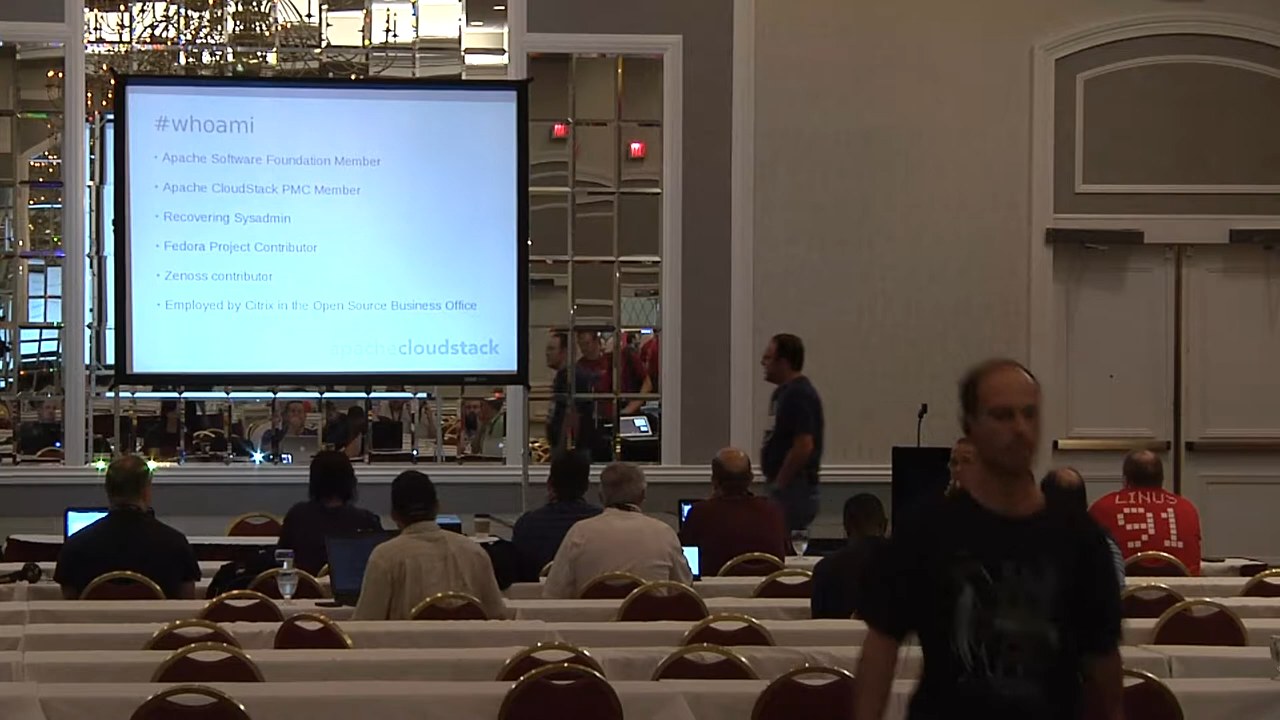 #whoami
Apache Software Foundation Member
Apache CloudStack PMC Member
Recovering Sysadmin
Fedora Project Contributor
Zenoss contributor
Employed by Citrix in the Open Source Business Office
apachecloudstack
LINUS
91